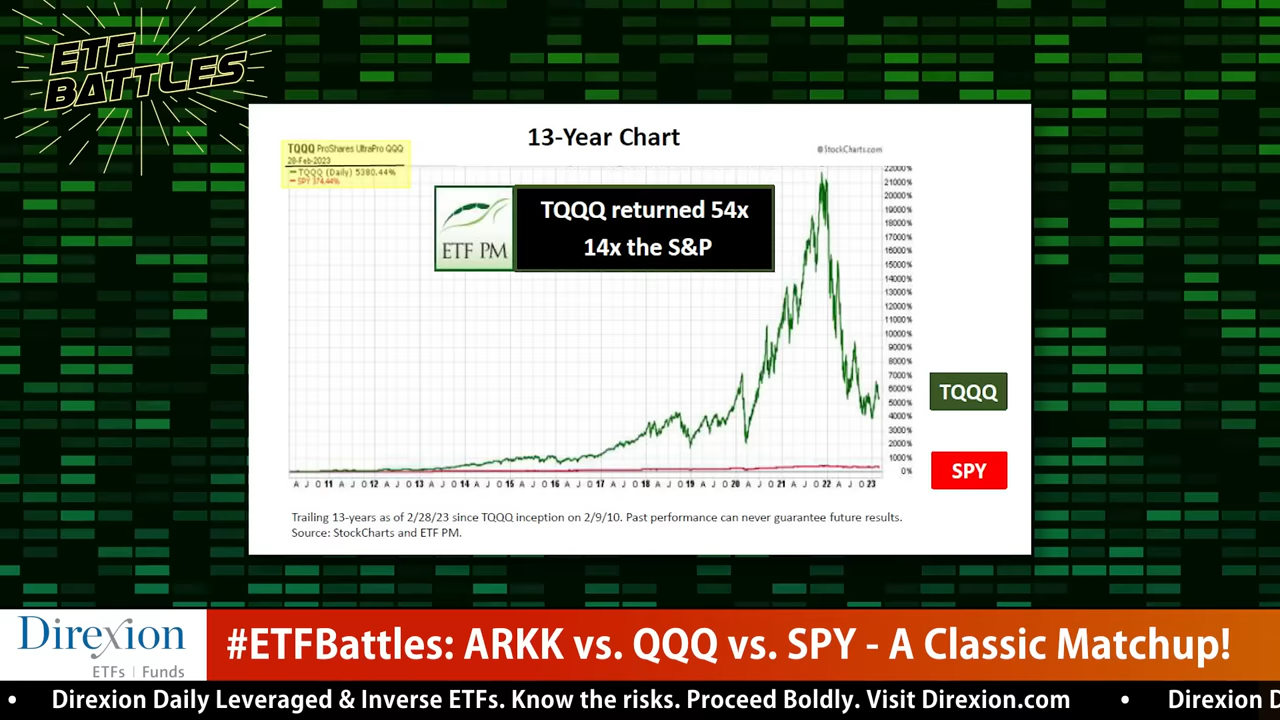 ETF
BATTLES
13-Year Chart
TQQQ ProShares UltraPro QQQ
28-Feb-2023
©StockCharts.com
TQQQ (Daily) 5380.44%
SPY 374.44%
TQQQ returned 54x
14x the S&P
ETF PM
22000%
21000%
20000%
19000%
18000%
17000%
16000%
15000%
14000%
13000%
12000%
11000%
10000%
9000%
8000%
7000%
6000%
5000%
4000%
3000%
2000%
1000%
0%
TQQQ
SPY
A J O 11 A J O 12 A J O 13 A J O 14 A J O 15 A J O 16 A J O 17 A J O 18 A J O 19 A J O 20 A J O 21 A J O 22 A J O 23
Trailing 13-years as of 2/28/23 since TQQQ inception on 2/9/10. Past performance can never guarantee future results.
Source: StockCharts and ETF PM.
Direxion
ETFs | Funds
#ETFBattles: ARKK vs. QQQ vs. SPY - A Classic Matchup!
• Direxion Daily Leveraged & Inverse ETFs. Know the risks. Proceed Boldly. Visit Direxion.com • Direxion D